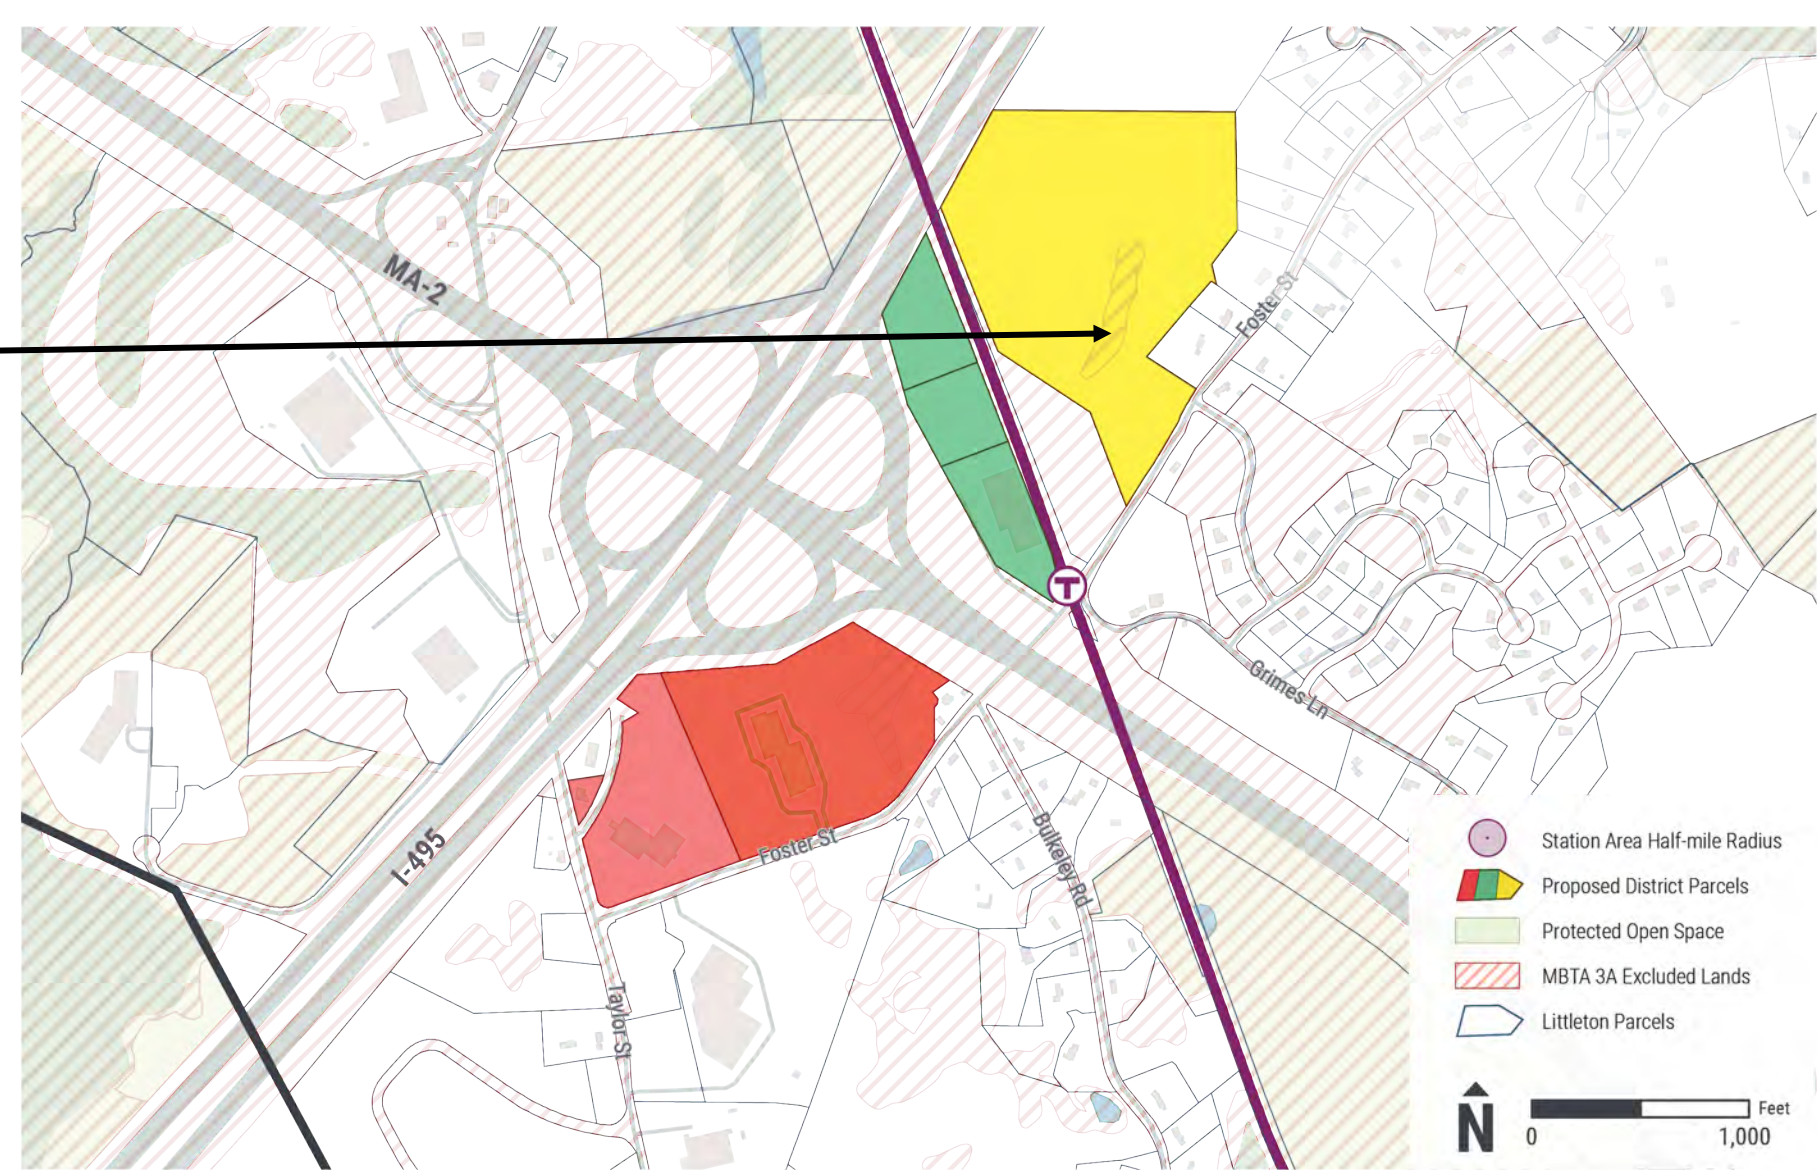 MA-2
Foster St
T
Grimes Ln
Foster St
Bulkeley Rd
I-495
Taylor St
Station Area Half-mile Radius
Proposed District Parcels
Protected Open Space
MBTA 3A Excluded Lands
Littleton Parcels
N
Feet
0 1,000